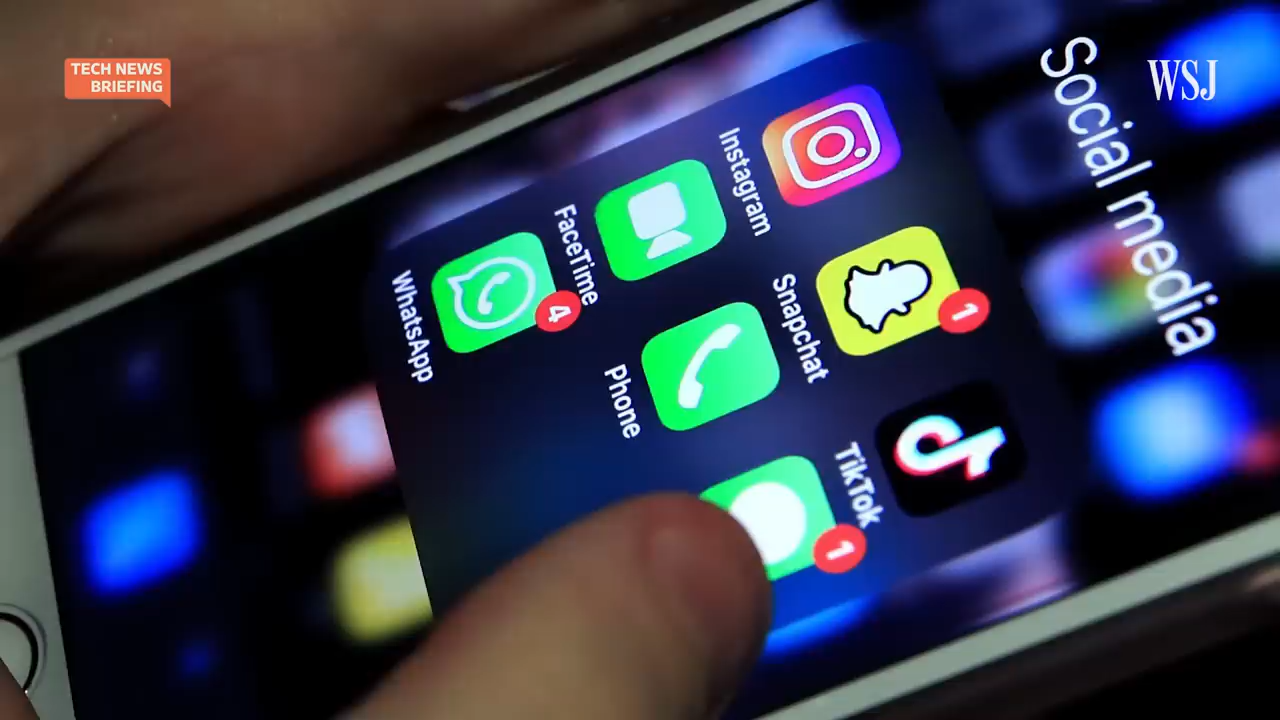 TECH NEWS
BRIEFING
WSJ
Social media
Instagram
Snapchat
1
TikTok
FaceTime
Phone
1
WhatsApp
4